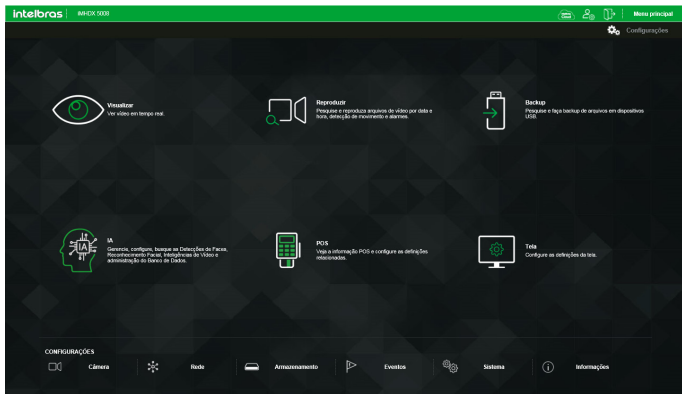 intelbras IMHDX 5008 Menu principal
Configurações
Visualizar
Ver vídeo em tempo real.
Reproduzir
Pesquise e reproduza arquivos de vídeo por data e
hora, detecção de movimento e alarmes.
Backup
Pesquise e faça backup de arquivos em dispositivos
USB.
IA
IA
Gerencie, configure, busque as Detecções de Faces,
Reconhecimento Facial, Inteligências de Vídeo e
administração do Banco de Dados.
POS
Veja a informação POS e configure as definições
relacionadas.
Tela
Configure as definições da tela.
CONFIGURAÇÕES
Câmera Rede Armazenamento Eventos Sistema Informações